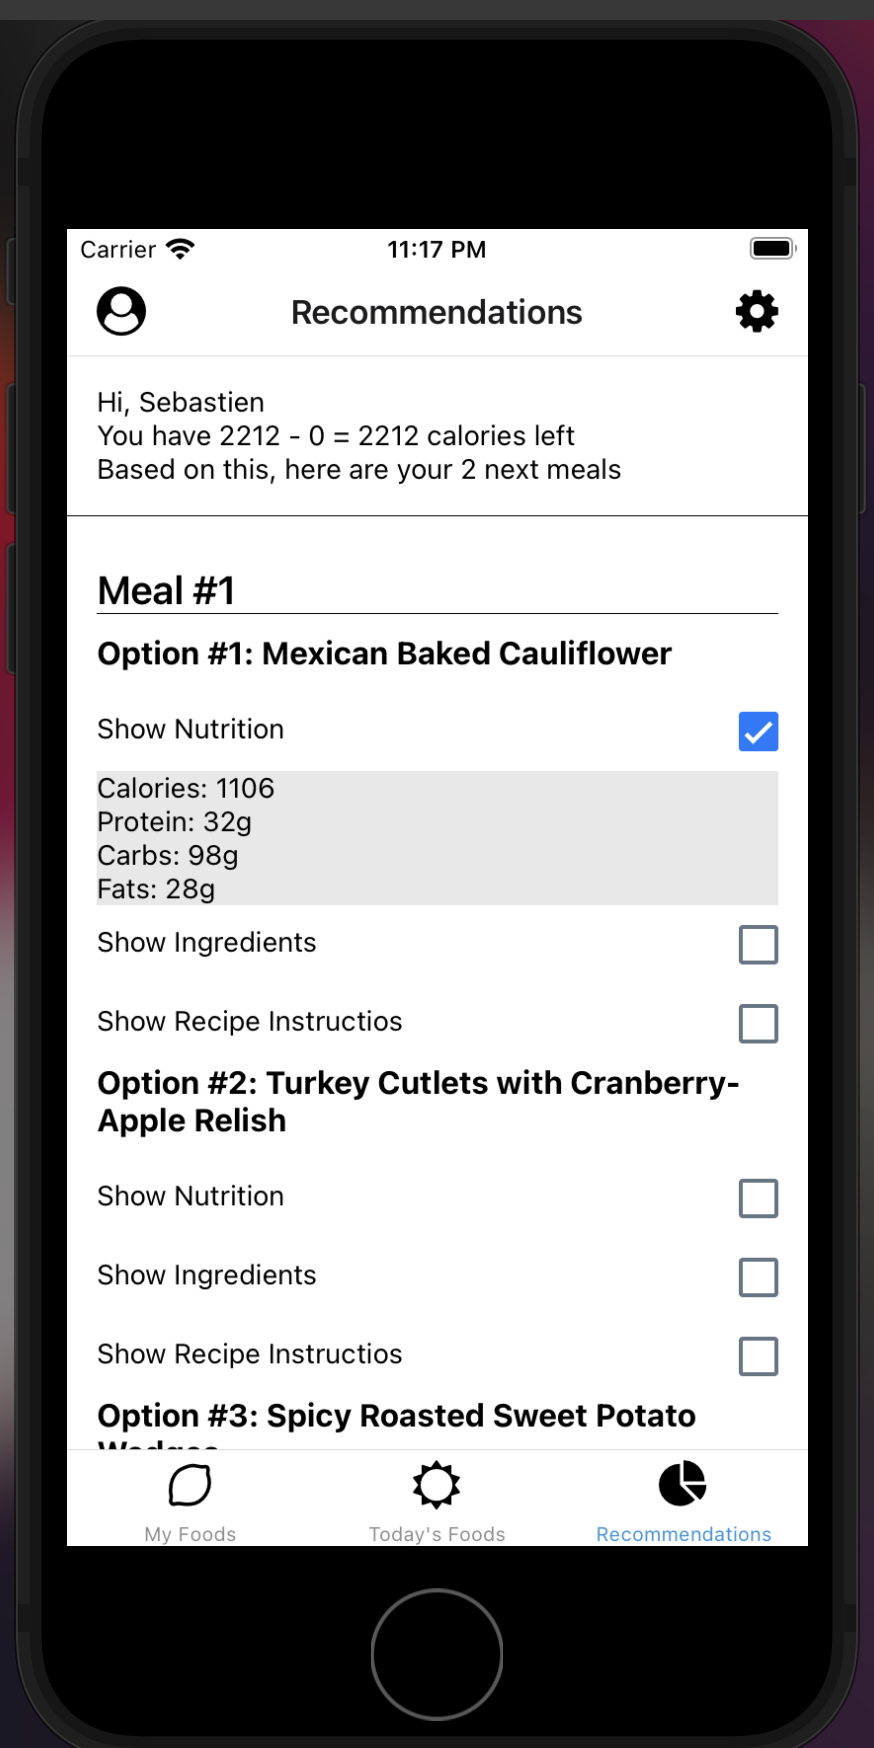 Carrier
11:17 PM
Recommendations
Hi, Sebastien
You have 2212 - 0 = 2212 calories left
Based on this, here are your 2 next meals
Meal #1
Option #1: Mexican Baked Cauliflower
Show Nutrition
Calories: 1106
Protein: 32g
Carbs: 98g
Fats: 28g
Show Ingredients
Show Recipe Instructios
Option #2: Turkey Cutlets with Cranberry-
Apple Relish
Show Nutrition
Show Ingredients
Show Recipe Instructios
Option #3: Spicy Roasted Sweet Potato
Wedges
My Foods
Today's Foods
Recommendations